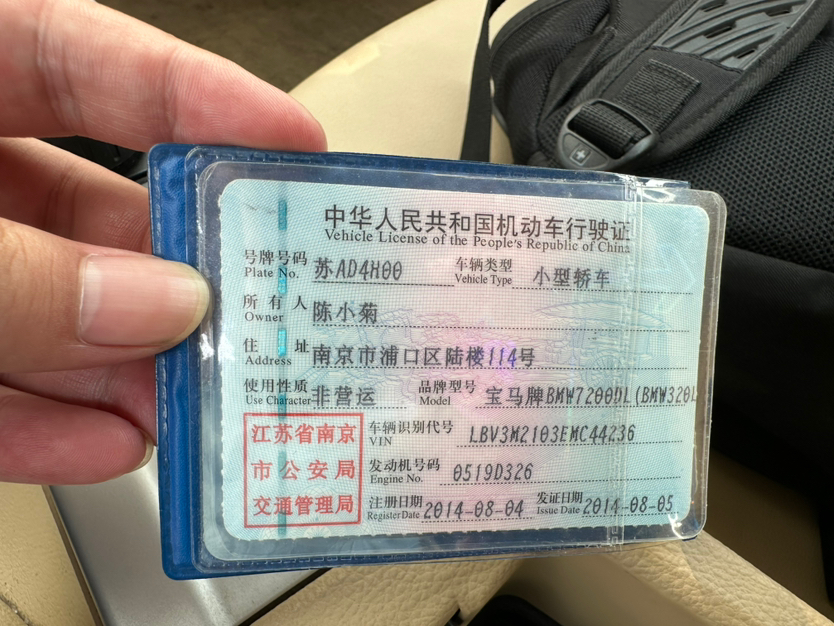 中华人民共和国机动车行驶证
Vehicle License of the People's Republic of China
号牌号码 苏AD4H00 车辆类型 小型轿车
Plate No. Vehicle Type
所有人 陈小菊
Owner
住址 南京市浦口区陆楼114号
Address
使用性质 非营运 品牌型号 宝马牌BMW7200DL(BMW320L
Use Character Model
江苏省南京
市公安局
交通管理局
车辆识别代号 LBV3M2103EMC44236
VIN
发动机号码 0519D326
Engine No.
注册日期 2014-08-04 发证日期 2014-08-05
Register Date Issue Date